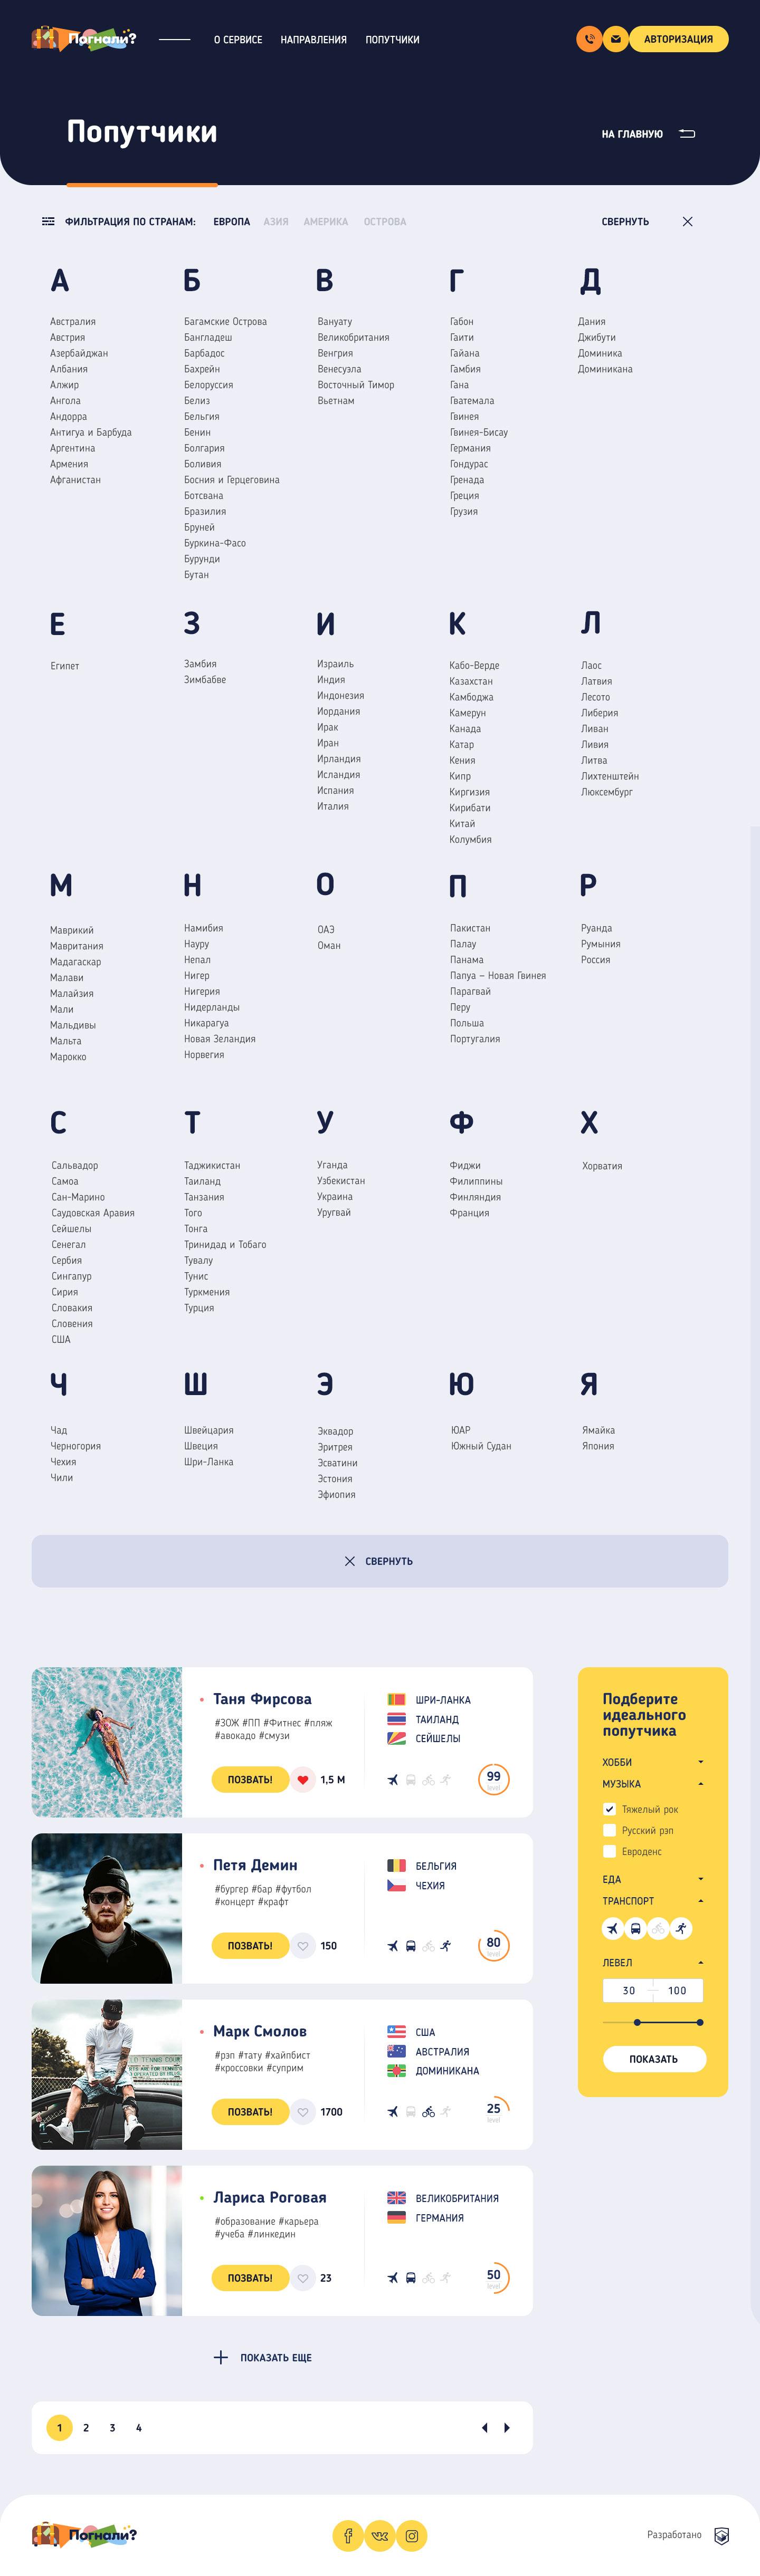 Погнали?
О СЕРВИСЕ НАПРАВЛЕНИЯ ПОПУТЧИКИ
АВТОРИЗАЦИЯ
Попутчики
НА ГЛАВНУЮ
ФИЛЬТРАЦИЯ ПО СТРАНАМ: ЕВРОПА АЗИЯ АМЕРИКА ОСТРОВА
СВЕРНУТЬ
А
Австралия
Австрия
Азербайджан
Албания
Алжир
Ангола
Андорра
Антигуа и Барбуда
Аргентина
Армения
Афганистан
Б
Багамские Острова
Бангладеш
Барбадос
Бахрейн
Белоруссия
Белиз
Бельгия
Бенин
Болгария
Боливия
Босния и Герцеговина
Ботсвана
Бразилия
Бруней
Буркина-Фасо
Бурунди
Бутан
В
Вануату
Великобритания
Венгрия
Венесуэла
Восточный Тимор
Вьетнам
Г
Габон
Гаити
Гайана
Гамбия
Гана
Гватемала
Гвинея
Гвинея-Бисау
Германия
Гондурас
Гренада
Греция
Грузия
Д
Дания
Джибути
Доминика
Доминикана
Е
Египет
З
Замбия
Зимбабве
И
Израиль
Индия
Индонезия
Иордания
Ирак
Иран
Ирландия
Исландия
Испания
Италия
К
Кабо-Верде
Казахстан
Камбоджа
Камерун
Канада
Катар
Кения
Кипр
Киргизия
Кирибати
Китай
Колумбия
Л
Лаос
Латвия
Лесото
Либерия
Ливан
Ливия
Литва
Лихтенштейн
Люксембург
М
Маврикий
Мавритания
Мадагаскар
Малави
Малайзия
Мали
Мальдивы
Мальта
Марокко
Н
Намибия
Науру
Непал
Нигер
Нигерия
Нидерланды
Никарагуа
Новая Зеландия
Норвегия
О
ОАЭ
Оман
П
Пакистан
Палау
Панама
Папуа – Новая Гвинея
Парагвай
Перу
Польша
Португалия
Р
Руанда
Румыния
Россия
С
Сальвадор
Самоа
Сан-Марино
Саудовская Аравия
Сейшелы
Сенегал
Сербия
Сингапур
Сирия
Словакия
Словения
США
Т
Таджикистан
Таиланд
Танзания
Того
Тонга
Тринидад и Тобаго
Тувалу
Тунис
Туркмения
Турция
У
Уганда
Узбекистан
Украина
Уругвай
Ф
Фиджи
Филиппины
Финляндия
Франция
Х
Хорватия
Ч
Чад
Черногория
Чехия
Чили
Ш
Швейцария
Швеция
Шри-Ланка
Э
Эквадор
Эритрея
Эсватини
Эстония
Эфиопия
Ю
ЮАР
Южный Судан
Я
Ямайка
Япония
СВЕРНУТЬ
Таня Фирсова
#ЗОЖ #ПП #Фитнес #пляж
#авокадо #смузи
ПОЗВАТЬ!
1,5 М
ШРИ-ЛАНКА
ТАИЛАНД
СЕЙШЕЛЫ
99
level
Петя Демин
#бургер #бар #футбол
#концерт #крафт
ПОЗВАТЬ!
150
БЕЛЬГИЯ
ЧЕХИЯ
80
level
Марк Смолов
#рэп #тату #хайпбист
#кроссовки #суприм
ПОЗВАТЬ!
1700
США
АВСТРАЛИЯ
ДОМИНИКАНА
25
level
Лариса Роговая
#образование #карьера
#учеба #линкедин
ПОЗВАТЬ!
23
ВЕЛИКОБРИТАНИЯ
ГЕРМАНИЯ
50
level
Подберите
идеального
попутчика
ХОББИ
МУЗЫКА
Тяжелый рок
Русский рэп
Евроденс
ЕДА
ТРАНСПОРТ
ЛЕВЕЛ
30
100
ПОКАЗАТЬ
ПОКАЗАТЬ ЕЩЕ
1 2 3 4
Погнали?
Разработано